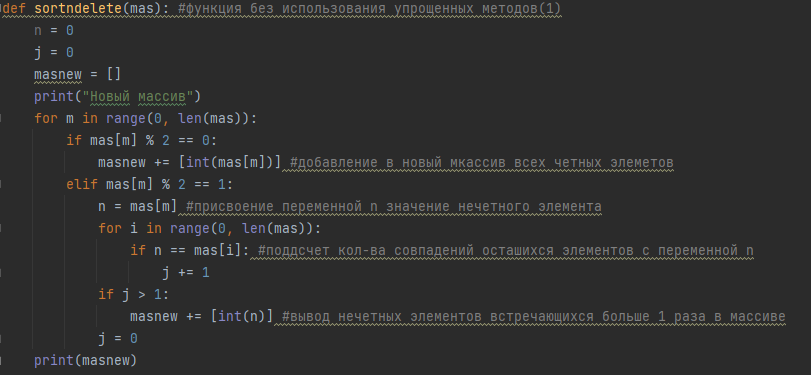 def sortndelete(mas): #функция без использования упрощенных методов(1)
    n = 0
    j = 0
    masnew = []
    print("Новый массив")
    for m in range(0, len(mas)):
        if mas[m] % 2 == 0:
            masnew += [int(mas[m])] #добавление в новый мкассив всех четных элеметов
        elif mas[m] % 2 == 1:
            n = mas[m] #присвоение переменной n значение нечетного элемента
            for i in range(0, len(mas)):
                if n == mas[i]: #поддсчет кол-ва совпадений осташихся элементов с переменной n
                    j += 1
            if j > 1:
                masnew += [int(n)] #вывод нечетных элементов встречающихся больше 1 раза в массиве
            j = 0
    print(masnew)